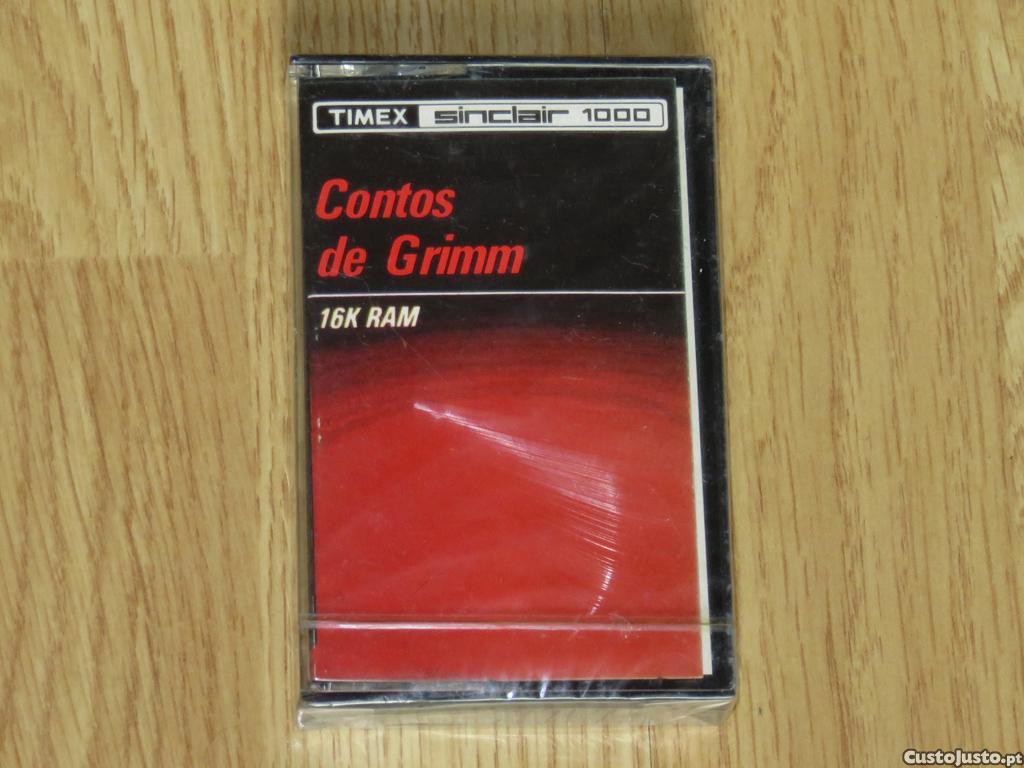 TIMEX sinclair 1000
Contos
de Grimm
16K RAM
CustoJusto.pt